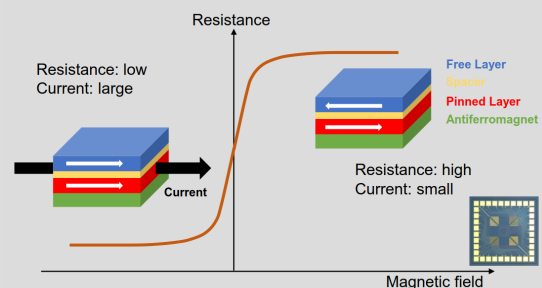 Resistance
Resistance: low
Current: large
Free Layer
Spacer
Pinned Layer
Antiferromagnet
Current
Resistance: high
Current: small
Magnetic field